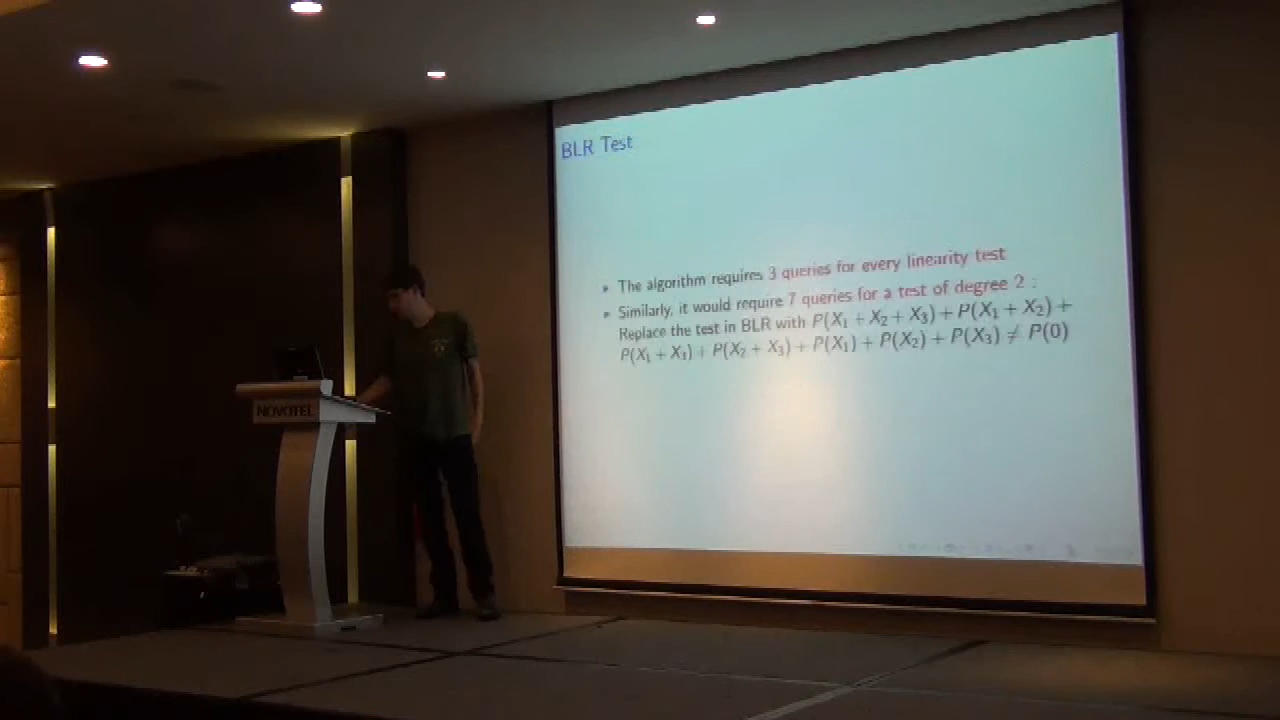 BLR Test
The algorithm requires 3 queries for every linearity test
Similarly, it would require 7 queries for a test of degree 2 :
Replace the test in BLR with P(X₁ + X₂ + X₃) + P(X₁ + X₂) +
P(X₁ + X₃) + P(X₂ + X₃) + P(X₁) + P(X₂) + P(X₃) ≠ P(0)
NOVOTEL